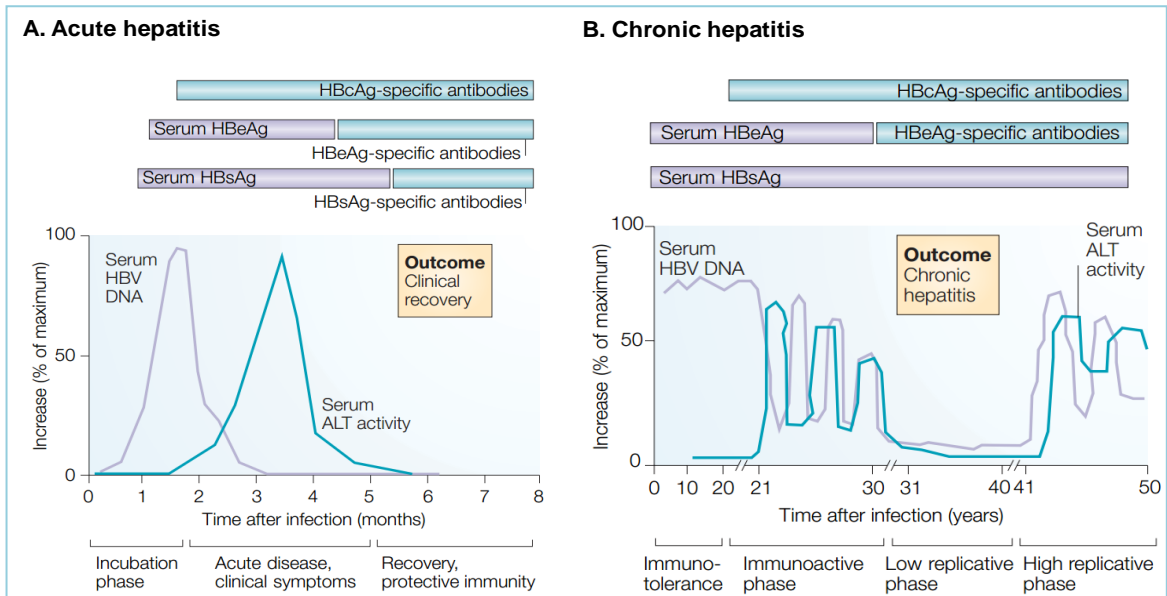 A. Acute hepatitis
HBcAg-specific antibodies
Serum HBeAg
HBeAg-specific antibodies
Serum HBsAg
HBsAg-specific antibodies
100
50
0
Increase (% of maximum)
Serum
HBV
DNA
Outcome
Clinical
recovery
Serum
ALT activity
0 1 2 3 4 5 6 7 8
Time after infection (months)
Incubation
phase
Acute disease,
clinical symptoms
Recovery,
protective immunity
B. Chronic hepatitis
HBcAg-specific antibodies
Serum HBeAg
HBeAg-specific antibodies
Serum HBsAg
100
50
0
Increase (% of maximum)
Serum
HBV DNA
Outcome
Chronic
hepatitis
Serum
ALT
activity
0 10 20 21 30 31 40 41 50
Time after infection (years)
Immuno-
tolerance
Immunoactive
phase
Low replicative
phase
High replicative
phase